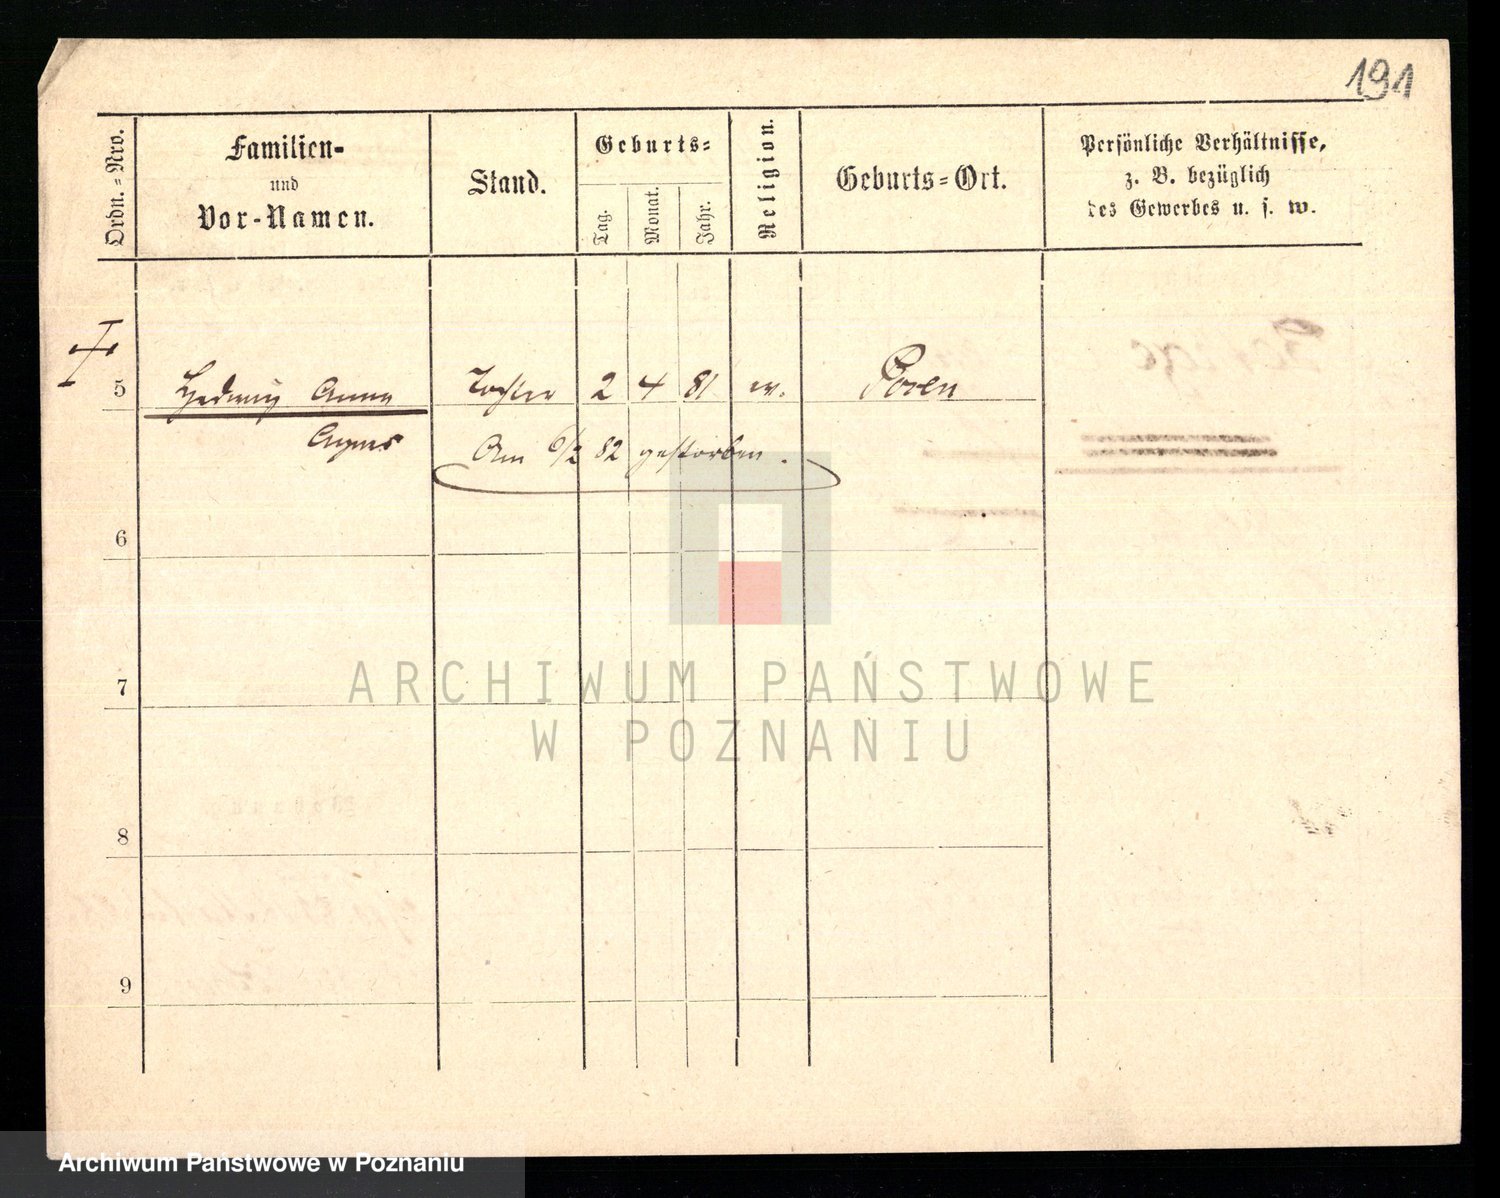 191
Ordn.=Nro.
Familien-
und
Vor-Namen.
Stand.
Geburts=
Tag.
Monat.
Jahr.
Religion.
Geburts=Ort.
Persönliche Verhältnisse,
z. B. bezüglich
des Gewerbes u. s. w.
5 Hedwig Anna Tochter 2 4 81 ev. Posen
Agnes
Am 6/2 82 gestorben.
6
7
8
9
ARCHIWUM PAŃSTWOWE
W POZNANIU
Archiwum Państwowe w Poznaniu